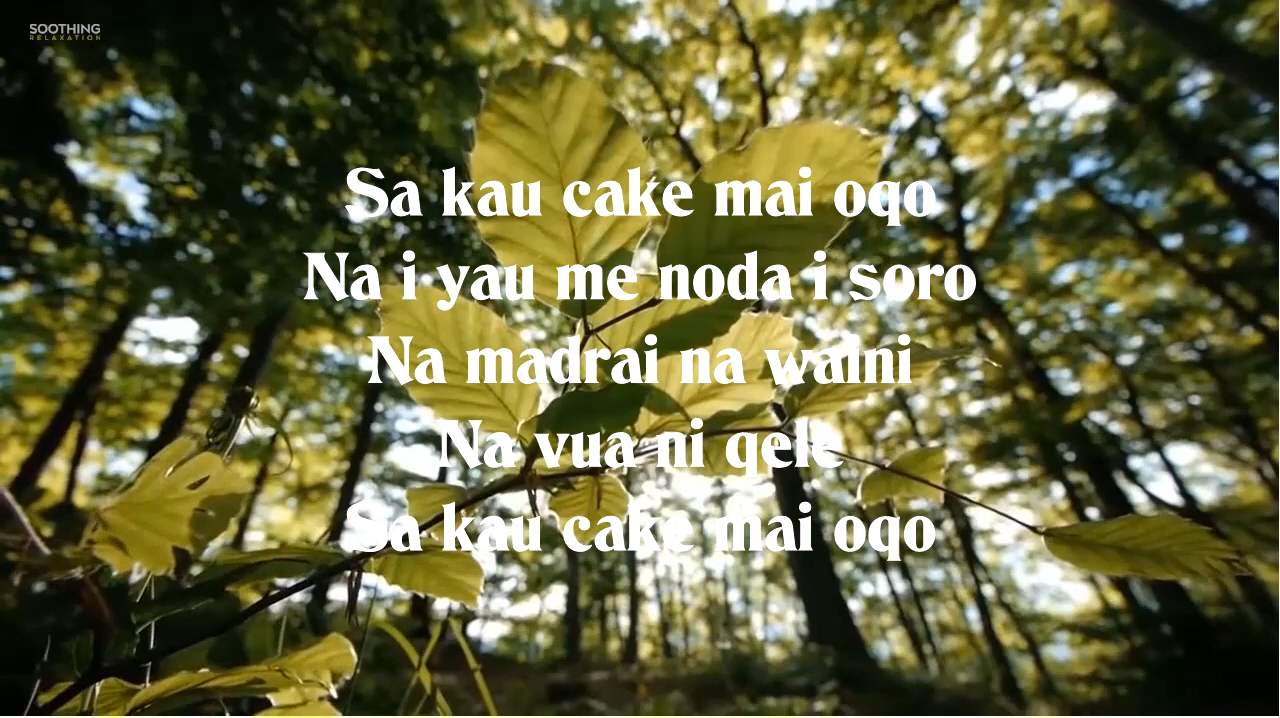 SOOTHING
RELAXATION
Sa kau cake mai oqo
Na i yau me noda i soro
Na madrai na waini
Na vua ni qele
Sa kau cake mai oqo